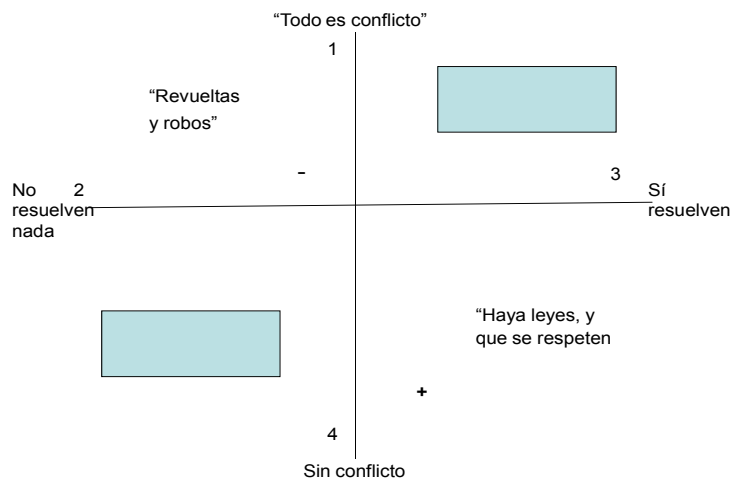 “Todo es conflicto”
1
“Revueltas
y robos”
-
3
No 2
resuelven
nada
Sí
resuelven
“Haya leyes, y
que se respeten
+
4
Sin conflicto